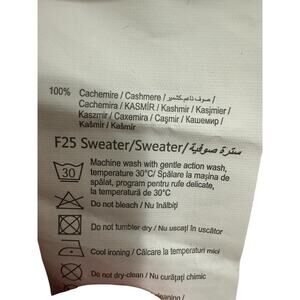 100% Cachemire / Cashmere / صوف ناعم كشمير /
Cachemira / KASMİR / Kashmir / Kasjmier /
Kaszmir / Caxemira / Caşmir / Кашемир /
Kašmír / Kašmir
F25 Sweater/Sweater/سترة صوفية
30
Machine wash with gentle action wash,
temperature 30°C/ Spălare la mașina de
spălat, program pentru rufe delicate,
la temperatură de 30°C
Do not bleach / Nu înălbiți
Do not tumbler dry / Nu uscați în uscător
Cool ironing / Călcare la temperaturi mici
Do not dry-clean / Nu curățați chimic
cleaning /